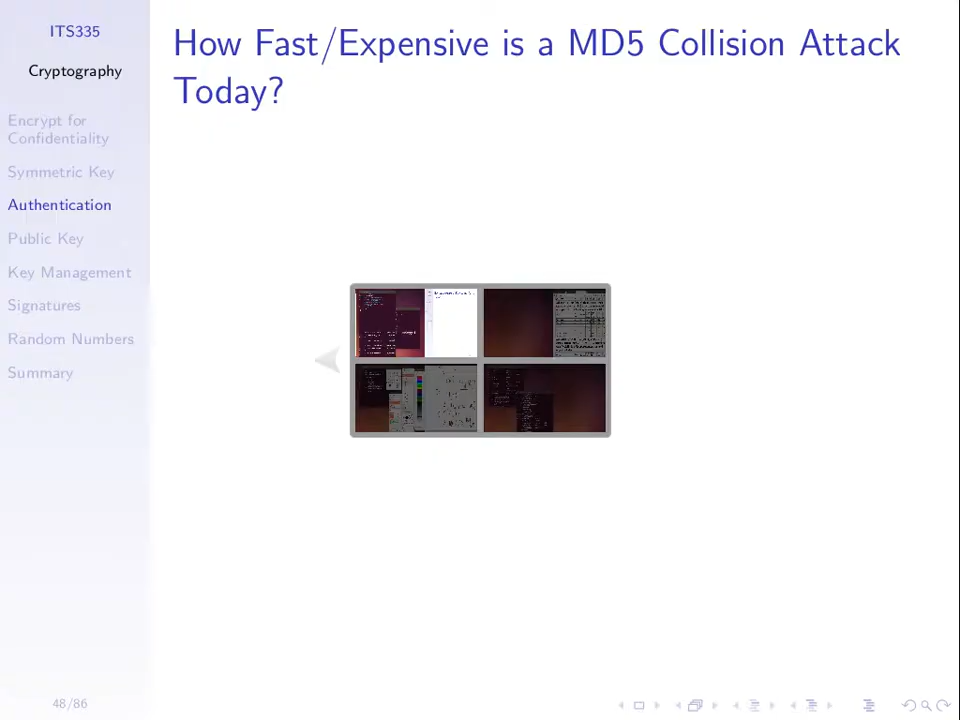 ITS335
Cryptography
Encrypt for
Confidentiality
Symmetric Key
Authentication
Public Key
Key Management
Signatures
Random Numbers
Summary
48/86
How Fast/Expensive is a MD5 Collision Attack
Today?